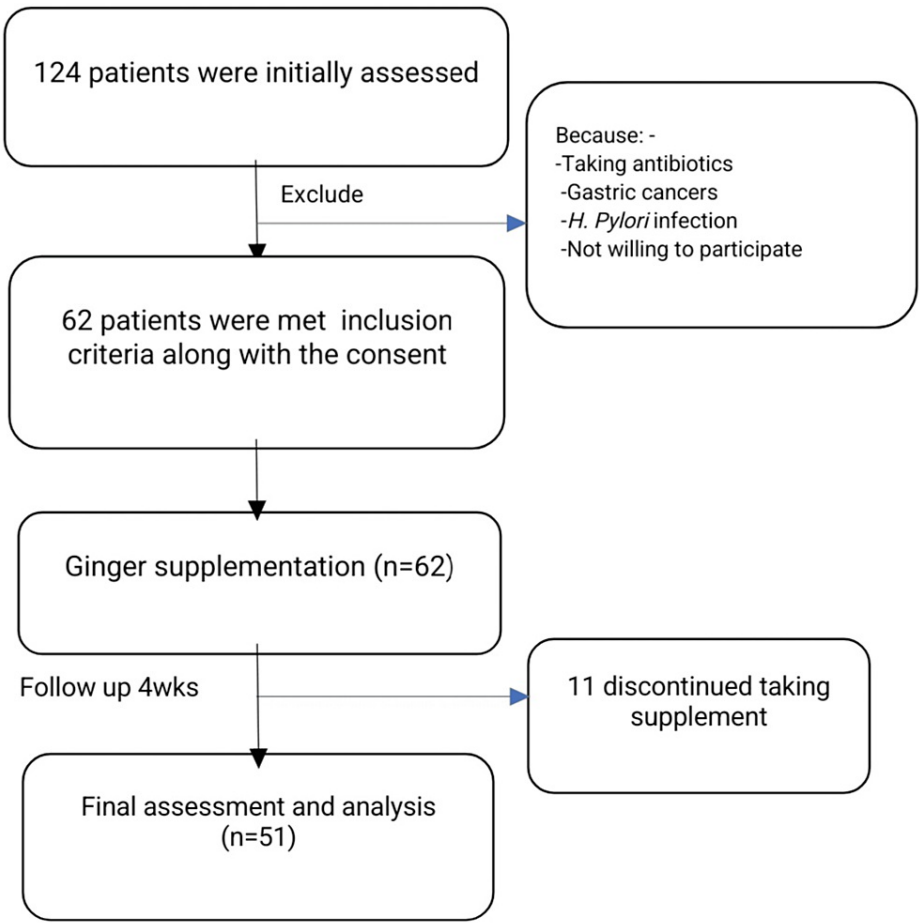 124 patients were initially assessed
Exclude
Because: -
-Taking antibiotics
-Gastric cancers
-H. Pylori infection
-Not willing to participate
62 patients were met inclusion
criteria along with the consent
Ginger supplementation (n=62)
Follow up 4wks
11 discontinued taking
supplement
Final assessment and analysis
(n=51)